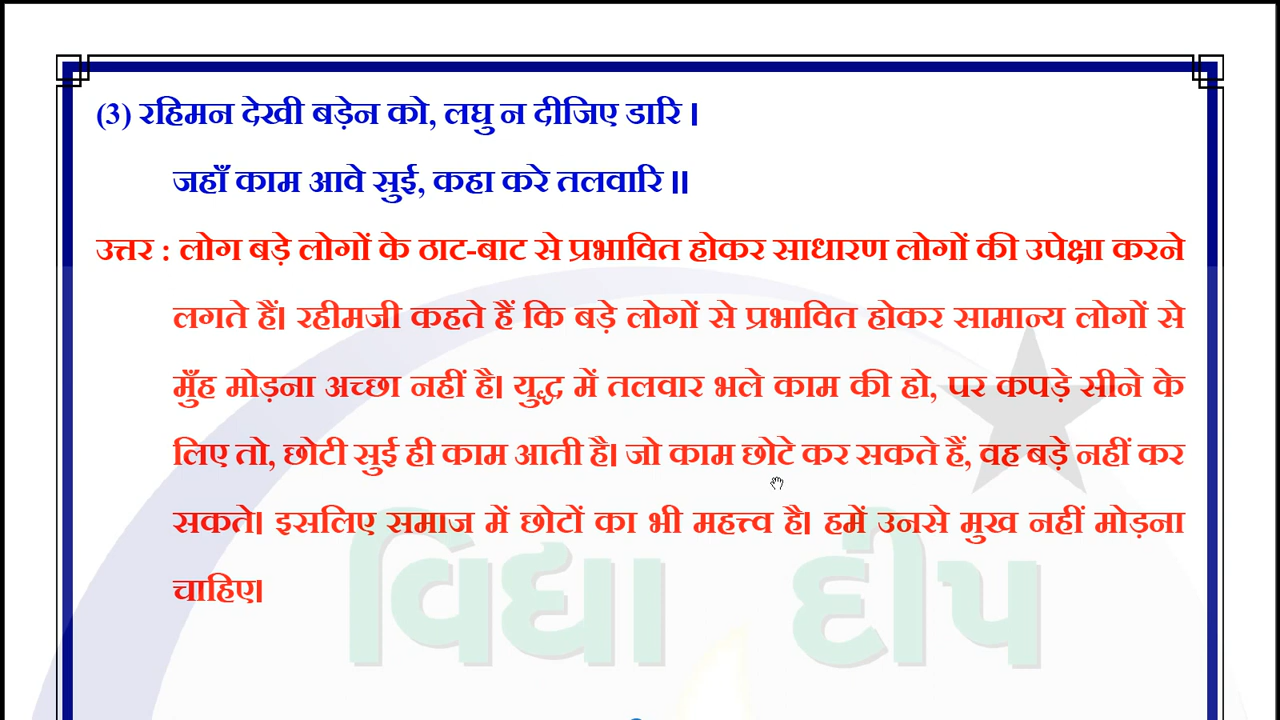 (3) रहिमन देखी बड़ेन को, लघु न दीजिए डारि ।
जहाँ काम आवे सुई, कहा करे तलवारि ॥
उत्तर : लोग बड़े लोगों के ठाट-बाट से प्रभावित होकर साधारण लोगों की उपेक्षा करने
लगते हैं। रहीमजी कहते हैं कि बड़े लोगों से प्रभावित होकर सामान्य लोगों से
मुँह मोड़ना अच्छा नहीं है। युद्ध में तलवार भले काम की हो, पर कपड़े सीने के
लिए तो, छोटी सुई ही काम आती है। जो काम छोटे कर सकते हैं, वह बड़े नहीं कर
सकते। इसलिए समाज में छोटों का भी महत्त्व है। हमें उनसे मुख नहीं मोड़ना
चाहिए।
વિદ્યા દીપ